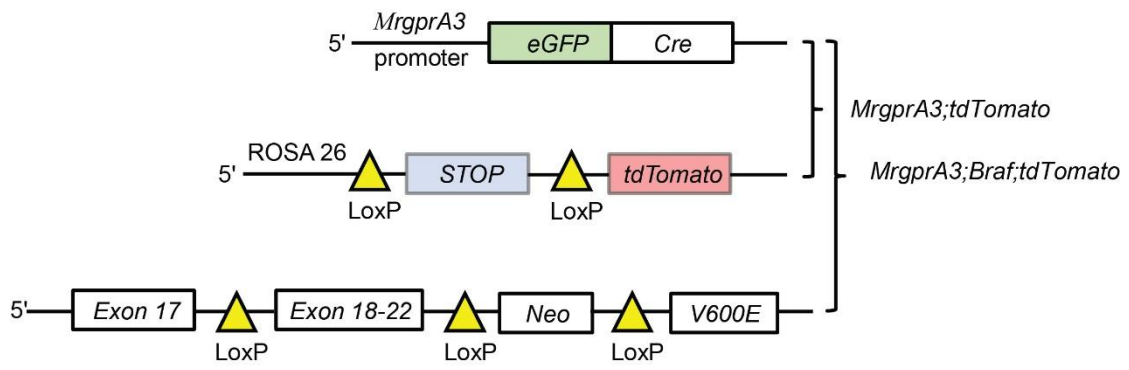 MrgprA3
5' promoter eGFP Cre
MrgprA3;tdTomato
ROSA 26
5' STOP tdTomato
MrgprA3;Braf;tdTomato
LoxP LoxP
5' Exon 17 Exon 18-22 Neo V600E
LoxP LoxP LoxP